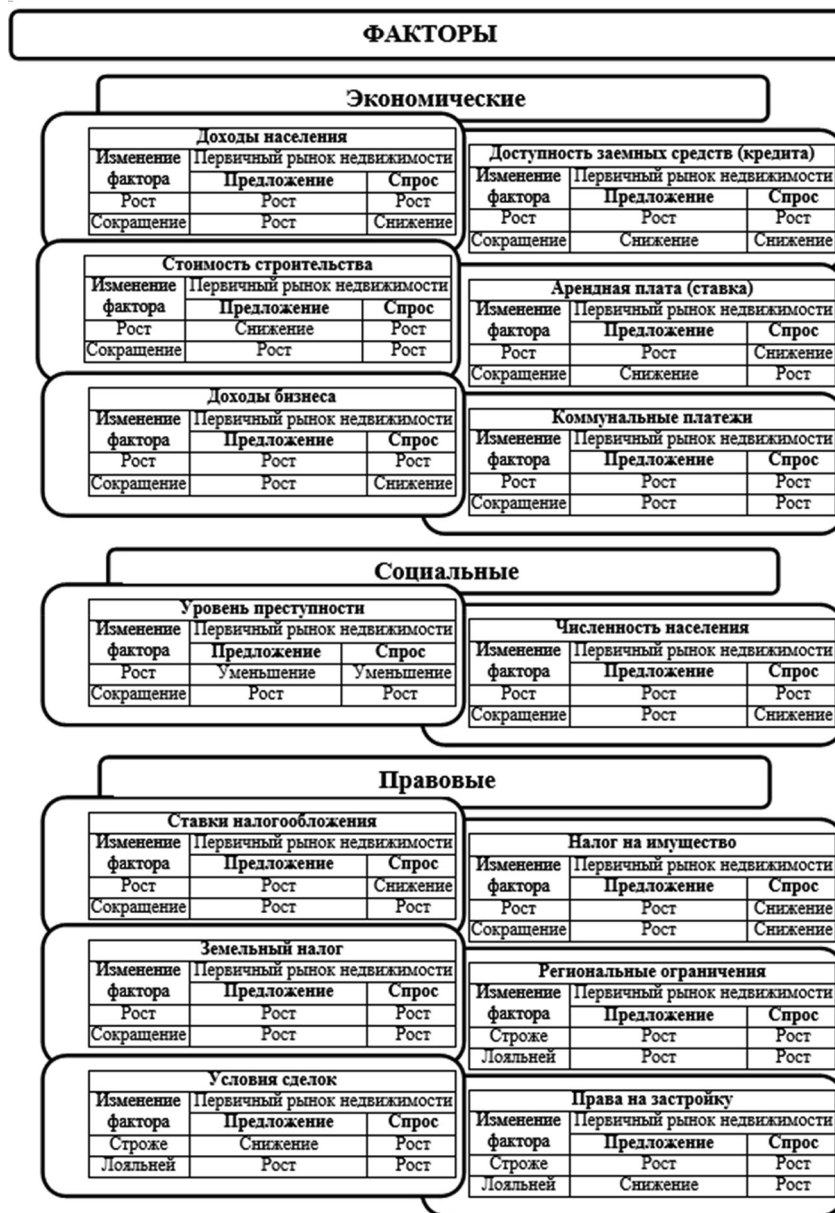 ФАКТОРЫ
Экономические
Доходы населения
Изменение фактора Первичный рынок недвижимости
Предложение Спрос
Рост Рост Рост
Сокращение Рост Снижение
Доступность заемных средств (кредита)
Изменение фактора Первичный рынок недвижимости
Предложение Спрос
Рост Рост Рост
Сокращение Снижение Снижение
Стоимость строительства
Изменение фактора Первичный рынок недвижимости
Предложение Спрос
Рост Снижение Рост
Сокращение Рост Рост
Арендная плата (ставка)
Изменение фактора Первичный рынок недвижимости
Предложение Спрос
Рост Рост Снижение
Сокращение Снижение Рост
Доходы бизнеса
Изменение фактора Первичный рынок недвижимости
Предложение Спрос
Рост Рост Рост
Сокращение Рост Снижение
Коммунальные платежи
Изменение фактора Первичный рынок недвижимости
Предложение Спрос
Рост Рост Рост
Сокращение Рост Рост
Социальные
Уровень преступности
Изменение фактора Первичный рынок недвижимости
Предложение Спрос
Рост Уменьшение Уменьшение
Сокращение Рост Рост
Численность населения
Изменение фактора Первичный рынок недвижимости
Предложение Спрос
Рост Рост Рост
Сокращение Рост Снижение
Правовые
Ставки налогообложения
Изменение фактора Первичный рынок недвижимости
Предложение Спрос
Рост Рост Снижение
Сокращение Рост Рост
Налог на имущество
Изменение фактора Первичный рынок недвижимости
Предложение Спрос
Рост Рост Снижение
Сокращение Рост Снижение
Земельный налог
Изменение фактора Первичный рынок недвижимости
Предложение Спрос
Рост Рост Рост
Сокращение Рост Рост
Региональные ограничения
Изменение фактора Первичный рынок недвижимости
Предложение Спрос
Строже Рост Рост
Лояльней Рост Рост
Условия сделок
Изменение фактора Первичный рынок недвижимости
Предложение Спрос
Строже Снижение Рост
Лояльней Рост Рост
Права на застройку
Изменение фактора Первичный рынок недвижимости
Предложение Спрос
Строже Рост Рост
Лояльней Снижение Рост